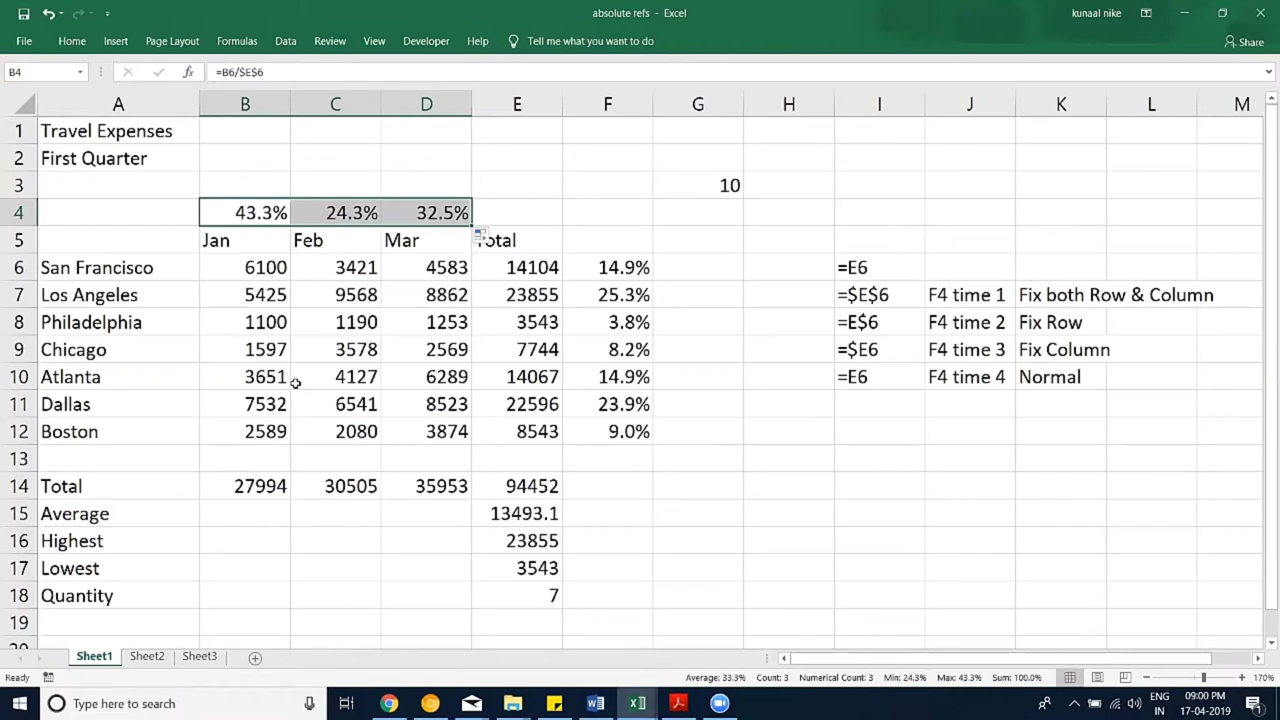 absolute refs - Excel
kunaal nike
File Home Insert Page Layout Formulas Data Review View Developer Help Tell me what you want to do Share
B4 fx =B6/$E$6
A B C D E F G H I J K L M
1 Travel Expenses
2 First Quarter
3 10
4 43.3% 24.3% 32.5%
5 Jan Feb Mar Total
6 San Francisco 6100 3421 4583 14104 14.9% =E6
7 Los Angeles 5425 9568 8862 23855 25.3% =$E$6 F4 time 1 Fix both Row & Column
8 Philadelphia 1100 1190 1253 3543 3.8% =E$6 F4 time 2 Fix Row
9 Chicago 1597 3578 2569 7744 8.2% =$E6 F4 time 3 Fix Column
10 Atlanta 3651 4127 6289 14067 14.9% =E6 F4 time 4 Normal
11 Dallas 7532 6541 8523 22596 23.9%
12 Boston 2589 2080 3874 8543 9.0%
13
14 Total 27994 30505 35953 94452
15 Average 13493.1
16 Highest 23855
17 Lowest 3543
18 Quantity 7
19
20
Sheet1 Sheet2 Sheet3
Ready Average: 33.3% Count: 3 Numerical Count: 3 Min: 24.3% Max: 43.3% Sum: 100.0% 170%
Type here to search ENG 09:00 PM
IN 17-04-2019